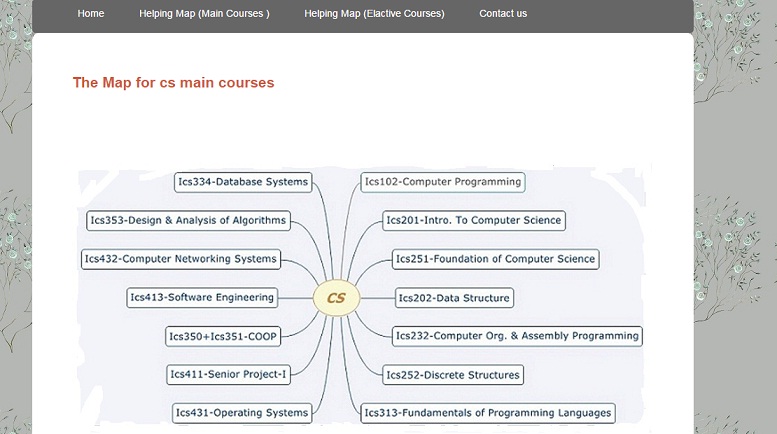 Home Helping Map (Main Courses ) Helping Map (Elactive Courses) Contact us
The Map for cs main courses
Ics334-Database Systems
Ics353-Design & Analysis of Algorithms
Ics432-Computer Networking Systems
Ics413-Software Engineering
Ics350+Ics351-COOP
Ics411-Senior Project-I
Ics431-Operating Systems
CS
Ics102-Computer Programming
Ics201-Intro. To Computer Science
Ics251-Foundation of Computer Science
Ics202-Data Structure
Ics232-Computer Org. & Assembly Programming
Ics252-Discrete Structures
Ics313-Fundamentals of Programming Languages